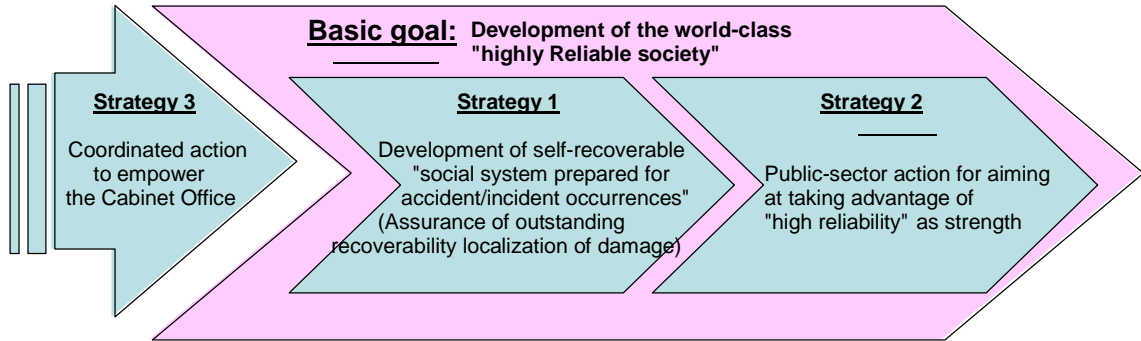 Basic goal: Development of the world-class
"highly Reliable society"
Strategy 3
Coordinated action
to empower
the Cabinet Office
Strategy 1
Development of self-recoverable
"social system prepared for
accident/incident occurrences"
(Assurance of outstanding
recoverability localization of damage)
Strategy 2
Public-sector action for aiming
at taking advantage of
"high reliability" as strength